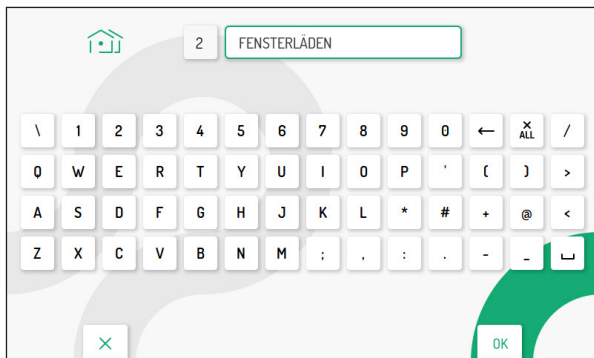 2 FENSTERLÄDEN
\ 1 2 3 4 5 6 7 8 9 0 ← X ALL /
Q W E R T Y U I O P ' ( ) >
A S D F G H J K L * # + @ <
Z X C V B N M ; , : . - _ ⌴
X OK